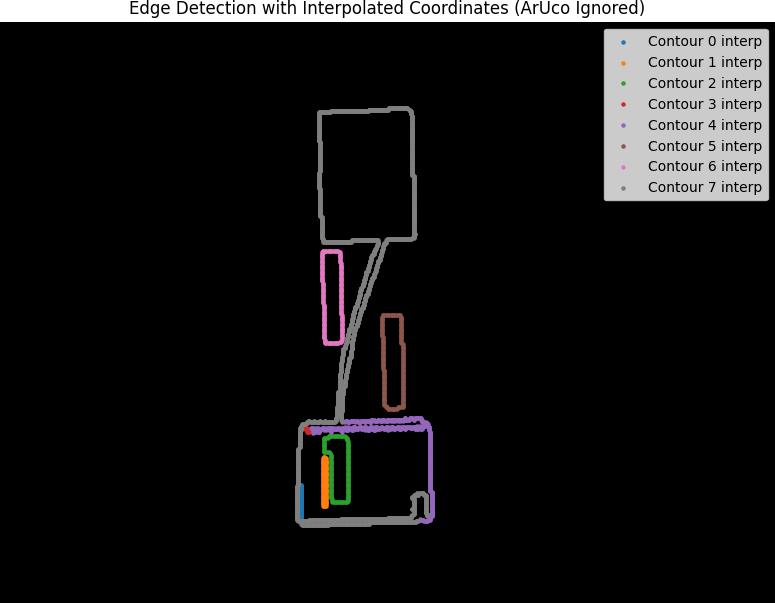 Edge Detection with Interpolated Coordinates (ArUco Ignored)
Contour 0 interp
Contour 1 interp
Contour 2 interp
Contour 3 interp
Contour 4 interp
Contour 5 interp
Contour 6 interp
Contour 7 interp